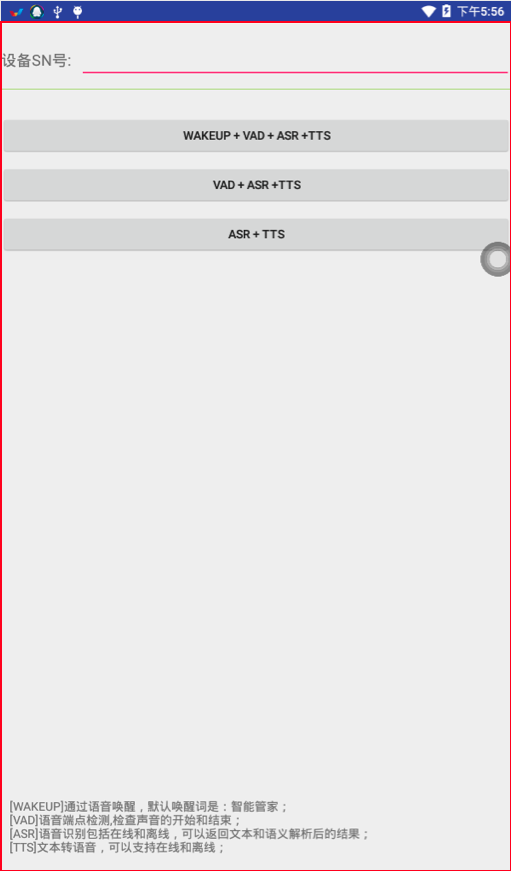 下午5:56
设备SN号:
WAKEUP + VAD + ASR +TTS
VAD + ASR +TTS
ASR + TTS
[WAKEUP]通过语音唤醒，默认唤醒词是：智能管家；
[VAD]语音端点检测,检查声音的开始和结束；
[ASR]语音识别包括在线和离线，可以返回文本和语义解析后的结果；
[TTS]文本转语音，可以支持在线和离线；